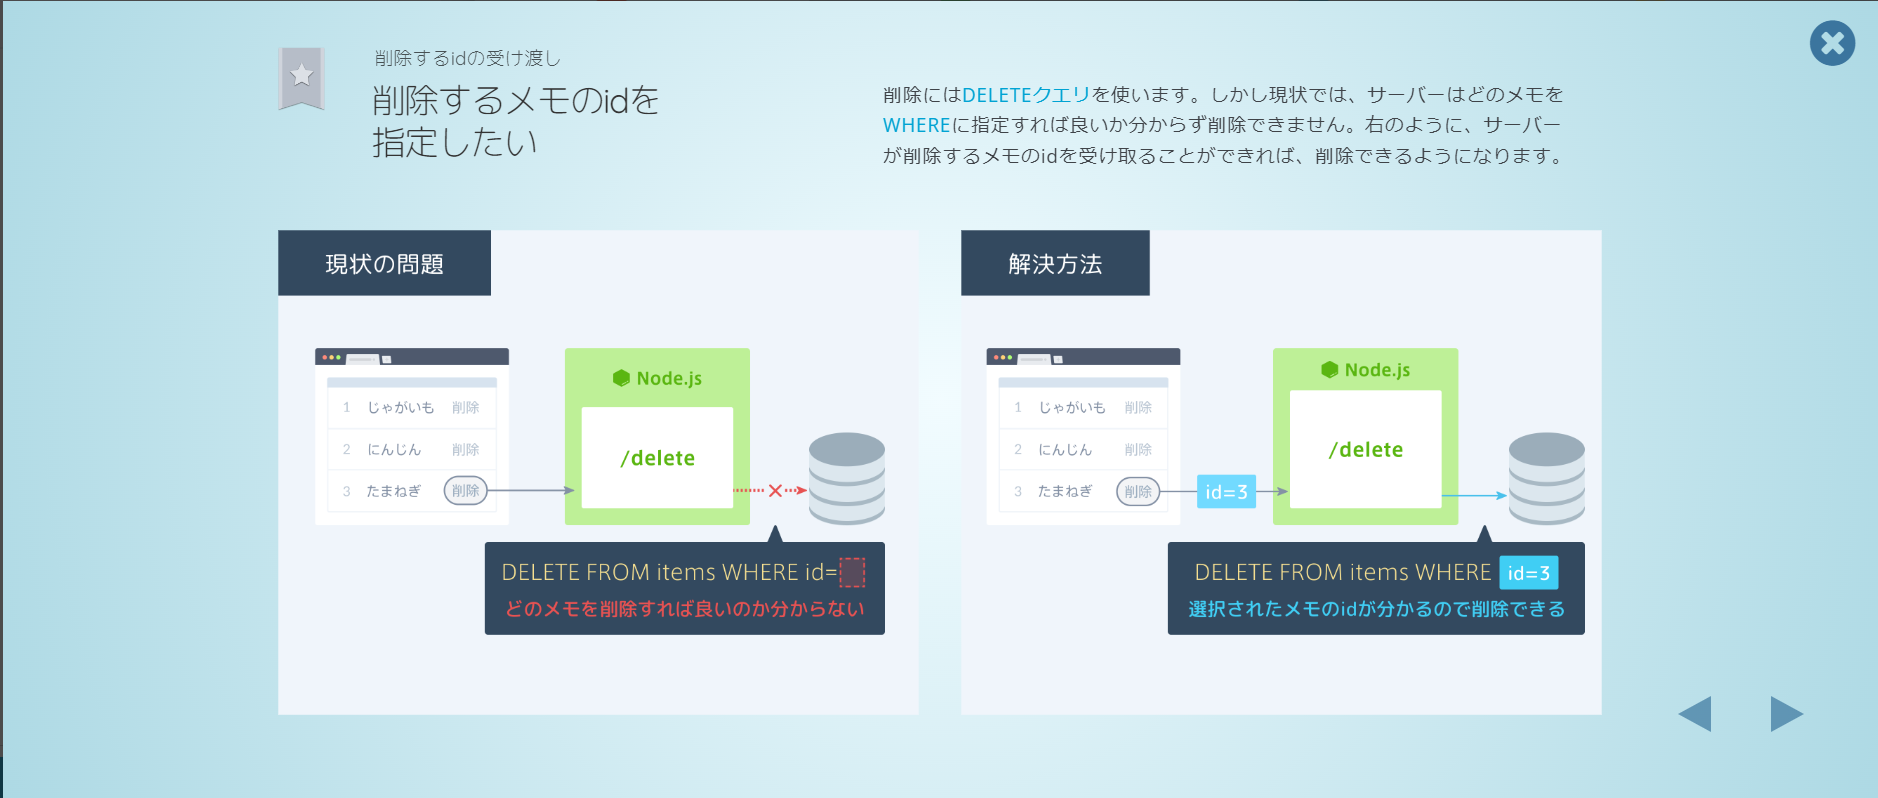 削除するidの受け渡し
削除するメモのidを
指定したい
削除にはDELETEクエリを使います。しかし現状では、サーバーはどのメモを
WHEREに指定すれば良いか分からず削除できません。右のように、サーバー
が削除するメモのidを受け取ることができれば、削除できるようになります。
現状の問題
1 じゃがいも 削除
2 にんじん 削除
3 たまねぎ 削除
Node.js
/delete
DELETE FROM items WHERE id=
どのメモを削除すれば良いのか分からない
解決方法
1 じゃがいも 削除
2 にんじん 削除
3 たまねぎ 削除
id=3
Node.js
/delete
DELETE FROM items WHERE id=3
選択されたメモのidが分かるので削除できる